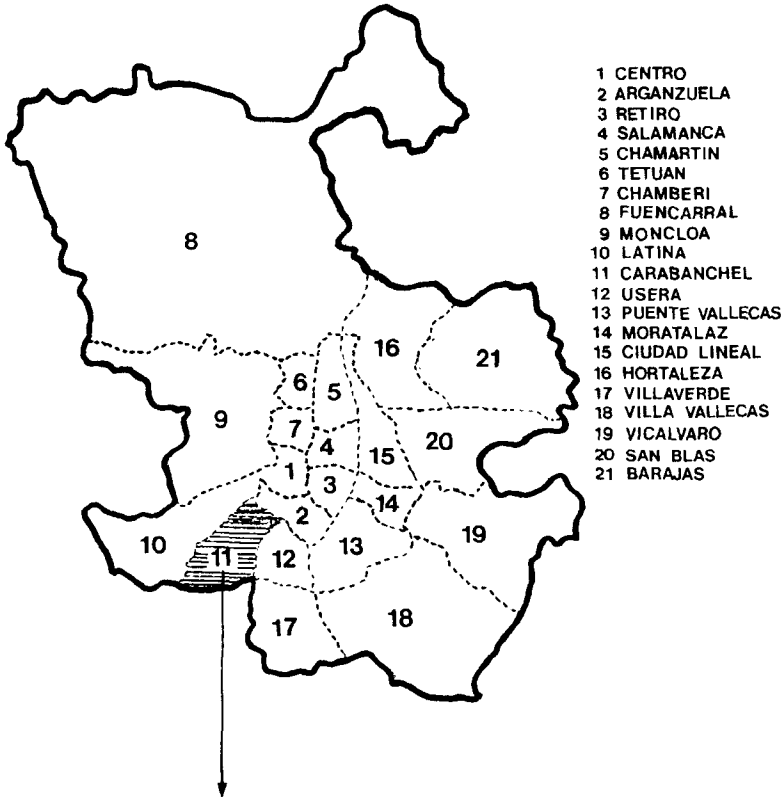 1 CENTRO
2 ARGANZUELA
3 RETIRO
4 SALAMANCA
5 CHAMARTIN
6 TETUAN
7 CHAMBERI
8 FUENCARRAL
9 MONCLOA
10 LATINA
11 CARABANCHEL
12 USERA
13 PUENTE VALLECAS
14 MORATALAZ
15 CIUDAD LINEAL
16 HORTALEZA
17 VILLAVERDE
18 VILLA VALLECAS
19 VICALVARO
20 SAN BLAS
21 BARAJAS
8
16
21
6
5
9
7
20
4
15
1
3
14
2
19
10
11
12
13
18
17